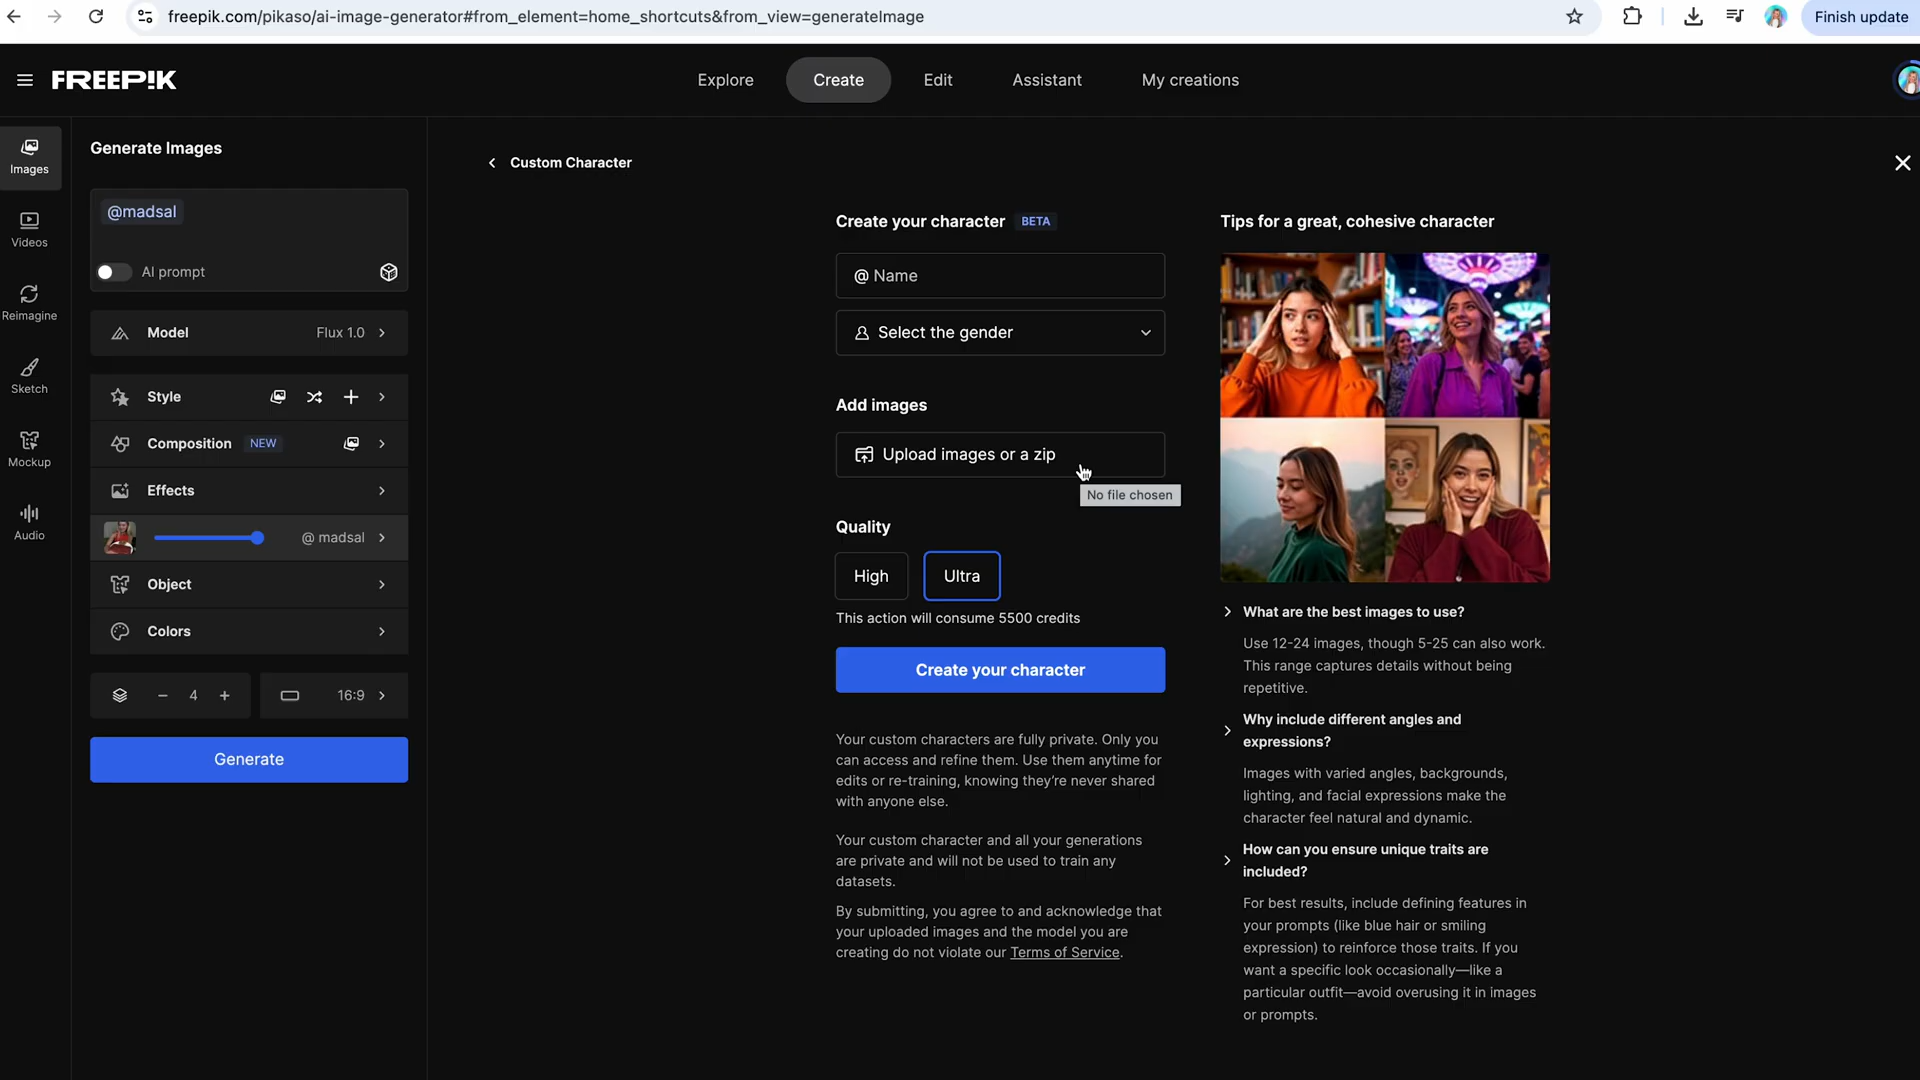 freepik.com/pikaso/ai-image-generator#from_element=home_shortcuts&from_view=generateImage
Finish update
FREEP!K
Explore
Create
Edit
Assistant
My creations
Images
Videos
Reimagine
Sketch
Mockup
Audio
Generate Images
@madsal
AI prompt
Model
Flux 1.0
Style
Composition NEW
Effects
@ madsal
Object
Colors
4
16:9
Generate
Custom Character
Create your character BETA
@ Name
Select the gender
Add images
Upload images or a zip
No file chosen
Quality
High
Ultra
This action will consume 5500 credits
Create your character
Your custom characters are fully private. Only you
can access and refine them. Use them anytime for
edits or re-training, knowing they're never shared
with anyone else.
Your custom character and all your generations
are private and will not be used to train any
datasets.
By submitting, you agree to and acknowledge that
your uploaded images and the model you are
creating do not violate our Terms of Service.
Tips for a great, cohesive character
What are the best images to use?
Use 12-24 images, though 5-25 can also work.
This range captures details without being
repetitive.
Why include different angles and
expressions?
Images with varied angles, backgrounds,
lighting, and facial expressions make the
character feel natural and dynamic.
How can you ensure unique traits are
included?
For best results, include defining features in
your prompts (like blue hair or smiling
expression) to reinforce those traits. If you
want a specific look occasionally—like a
particular outfit—avoid overusing it in images
or prompts.